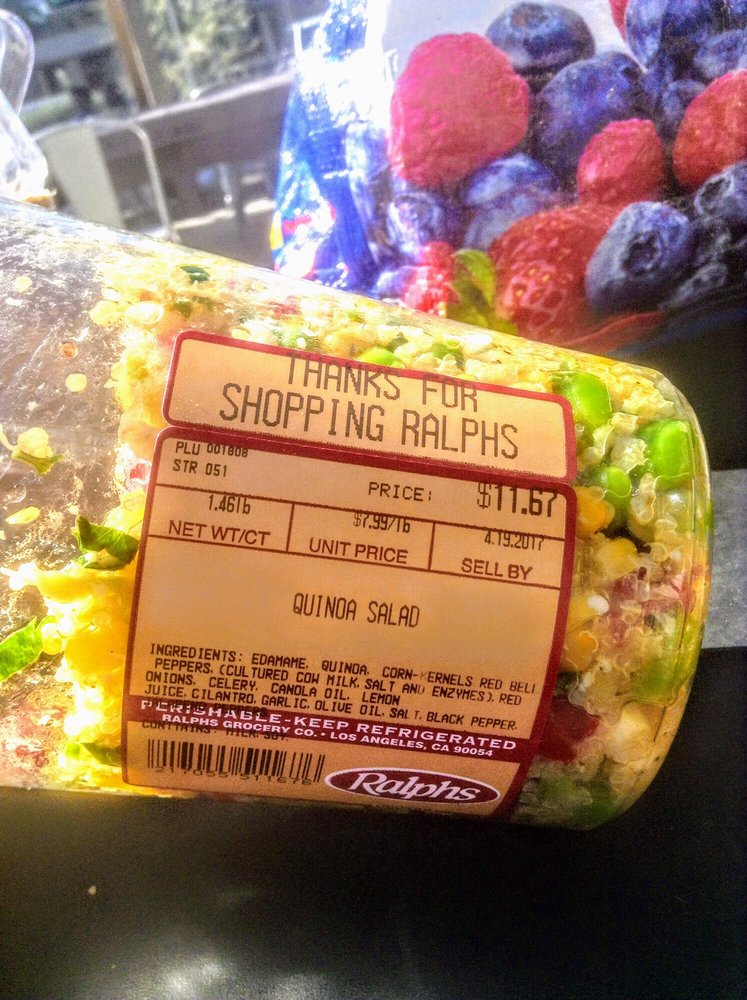 THANKS FOR
SHOPPING RALPHS
PLU 001808
STR 051
PRICE: $11.67
1.46lb $7.99/lb 4.19.2017
NET WT/CT UNIT PRICE SELL BY
QUINOA SALAD
INGREDIENTS: EDAMAME, QUINOA, CORN-KERNELS, RED BELL
PEPPERS, (CULTURED COW MILK, SALT AND ENZYMES), RED
ONIONS, CELERY, CANOLA OIL, LEMON
JUICE, CILANTRO, GARLIC, OLIVE OIL, SALT, BLACK PEPPER,
PERISHABLE-KEEP REFRIGERATED
RALPHS GROCERY CO. • LOS ANGELES, CA 90054
CONTAINS: MILK, SOY.
Ralphs